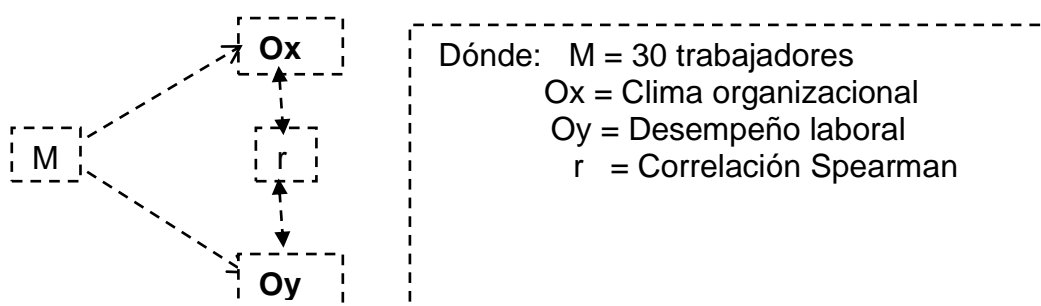 Ox
M
r
Oy
Dónde: M = 30 trabajadores
Ox = Clima organizacional
Oy = Desempeño laboral
r = Correlación Spearman